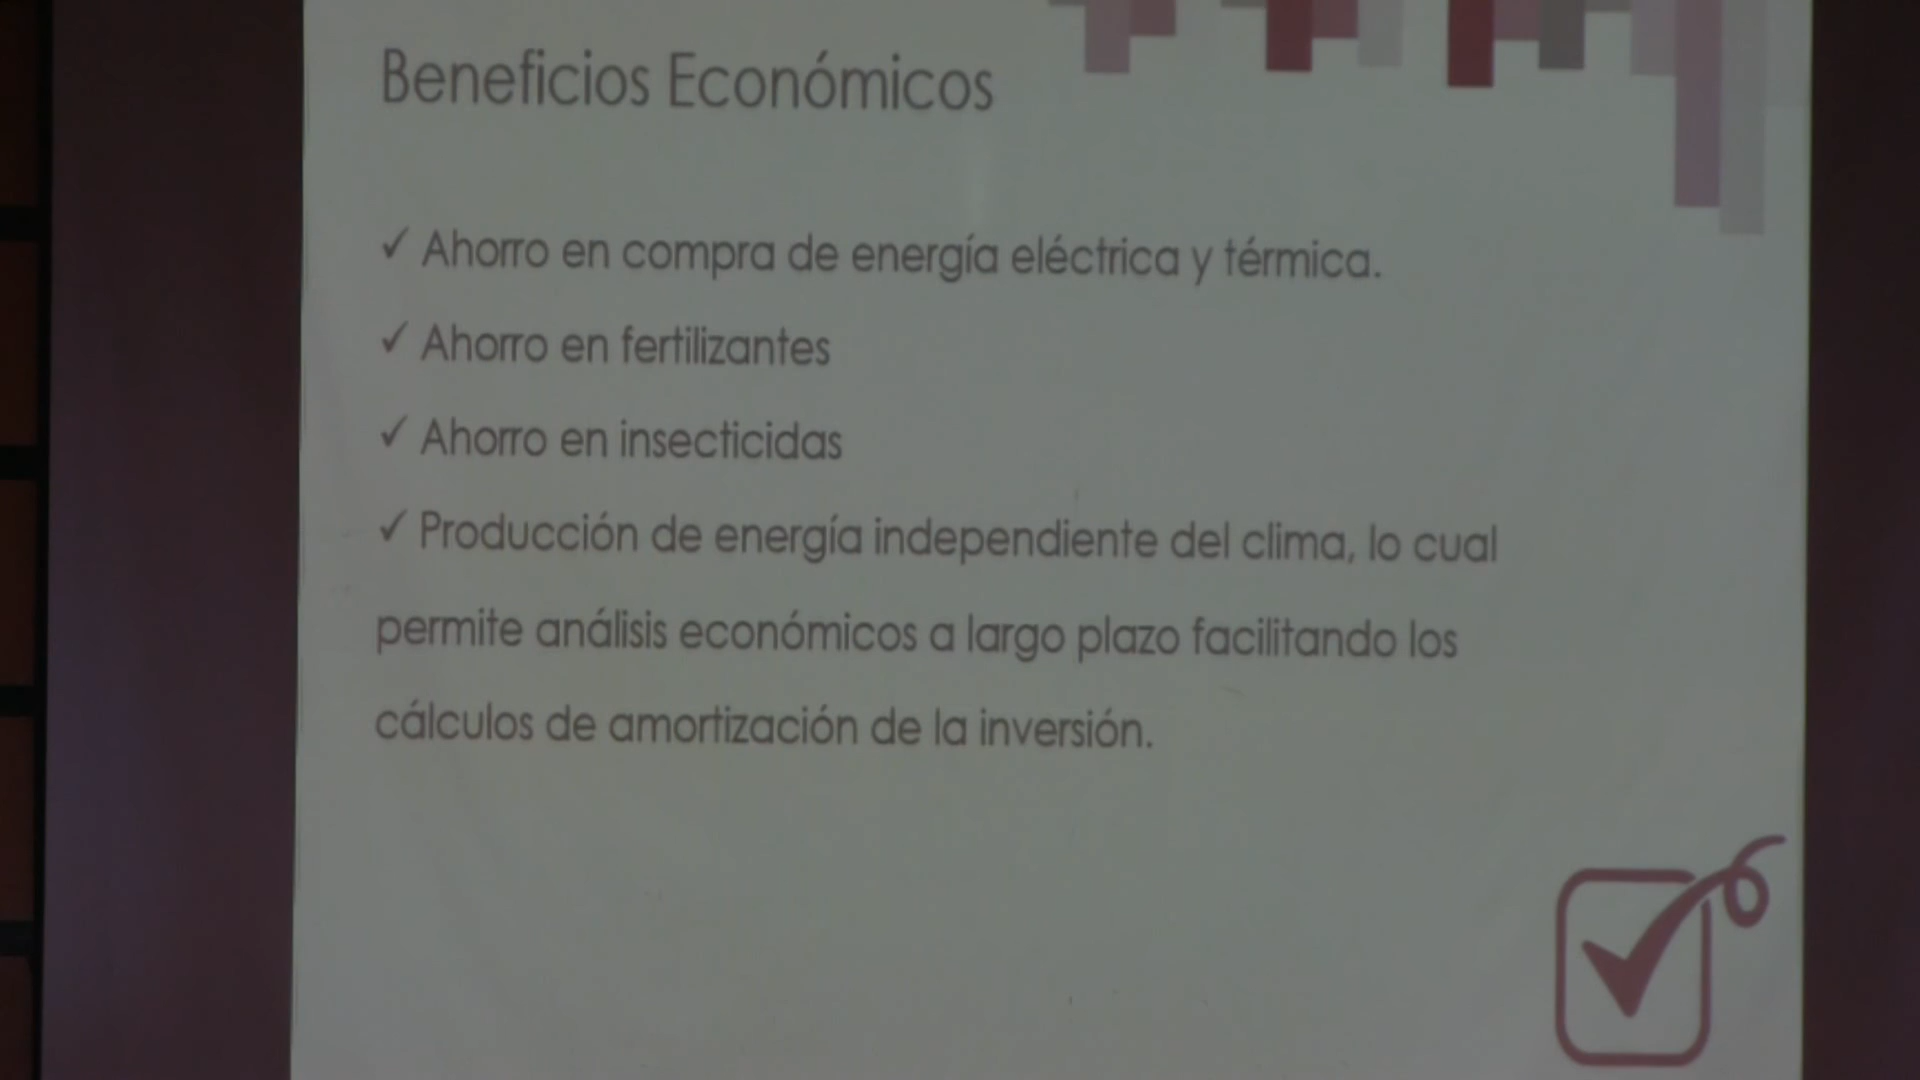 Beneficios Económicos
✓ Ahorro en compra de energía eléctrica y térmica.
✓ Ahorro en fertilizantes
✓ Ahorro en insecticidas
✓ Producción de energía independiente del clima, lo cual
permite análisis económicos a largo plazo facilitando los
cálculos de amortización de la inversión.